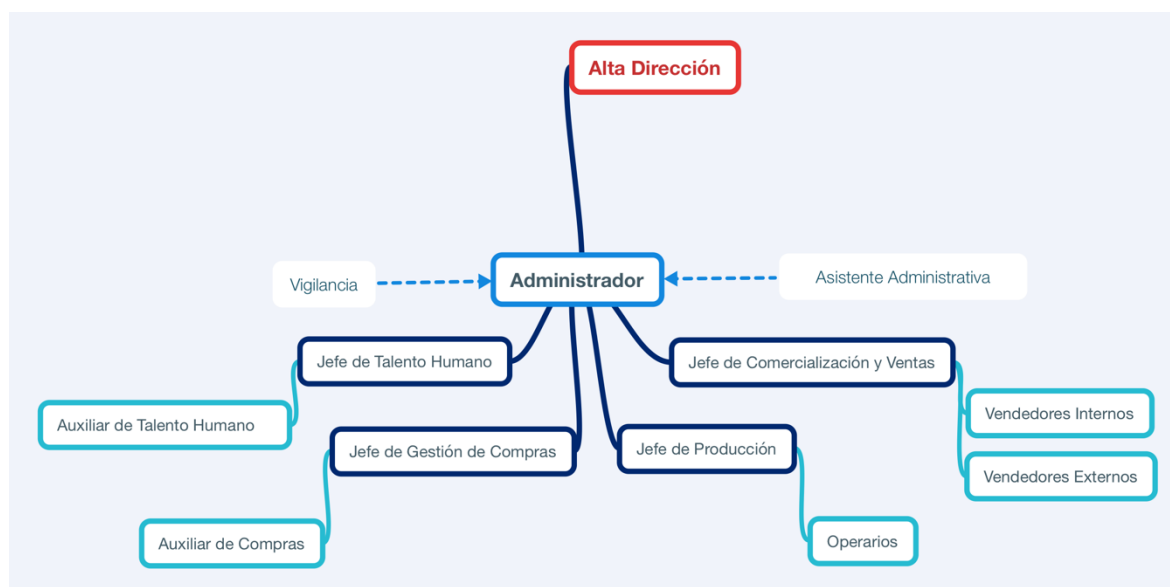 Alta Dirección
Vigilancia
Administrador
Asistente Administrativa
Jefe de Talento Humano
Jefe de Comercialización y Ventas
Auxiliar de Talento Humano
Vendedores Internos
Jefe de Gestión de Compras
Jefe de Producción
Vendedores Externos
Auxiliar de Compras
Operarios